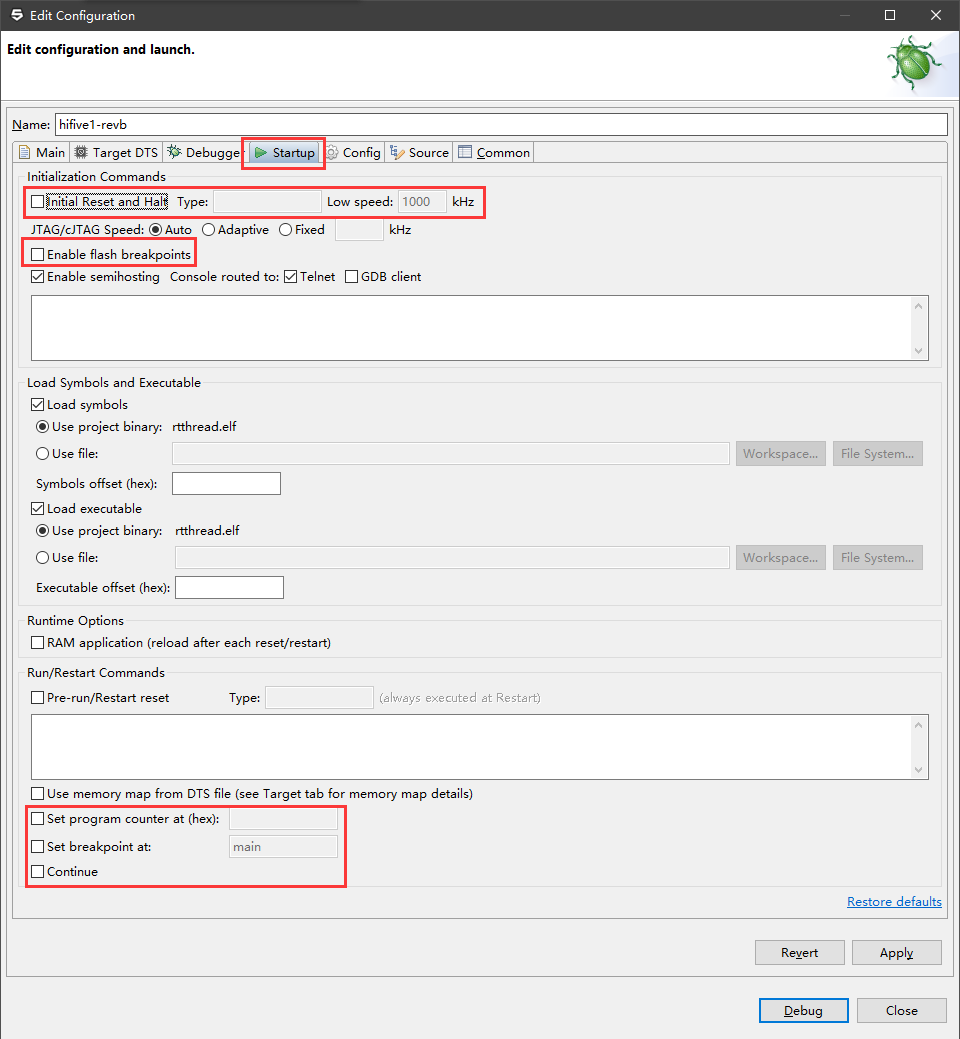 Edit Configuration
Edit configuration and launch.
Name: hifive1-revb
Main Target DTS Debugger Startup Config Source Common
Initialization Commands
Initial Reset and Halt Type: Low speed: 1000 kHz
JTAG/cJTAG Speed: Auto Adaptive Fixed kHz
Enable flash breakpoints
Enable semihosting Console routed to: Telnet GDB client
Load Symbols and Executable
Load symbols
Use project binary: rtthread.elf
Use file: Workspace... File System...
Symbols offset (hex):
Load executable
Use project binary: rtthread.elf
Use file: Workspace... File System...
Executable offset (hex):
Runtime Options
RAM application (reload after each reset/restart)
Run/Restart Commands
Pre-run/Restart reset Type: (always executed at Restart)
Use memory map from DTS file (see Target tab for memory map details)
Set program counter at (hex):
Set breakpoint at: main
Continue
Restore defaults
Revert Apply
Debug Close